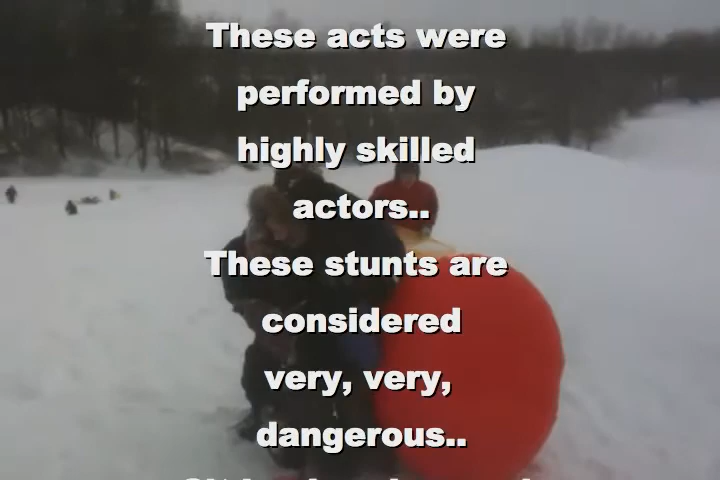 These acts were
performed by
highly skilled
actors..
These stunts are
considered
very, very,
dangerous..